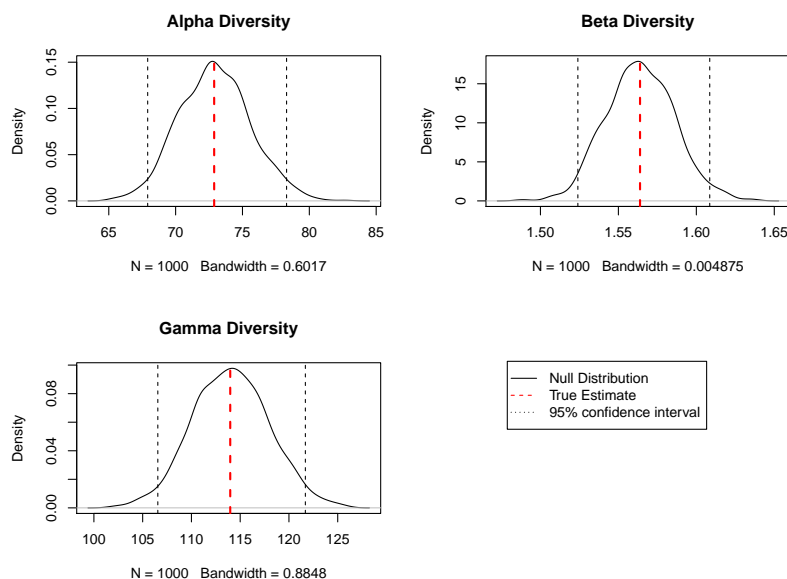 Alpha Diversity
Density
0.00 0.05 0.10 0.15
65 70 75 80 85
N = 1000 Bandwidth = 0.6017
Beta Diversity
Density
0 5 10 15
1.50 1.55 1.60 1.65
N = 1000 Bandwidth = 0.004875
Gamma Diversity
Density
0.00 0.04 0.08
100 105 110 115 120 125
N = 1000 Bandwidth = 0.8848
Null Distribution
True Estimate
95% confidence interval